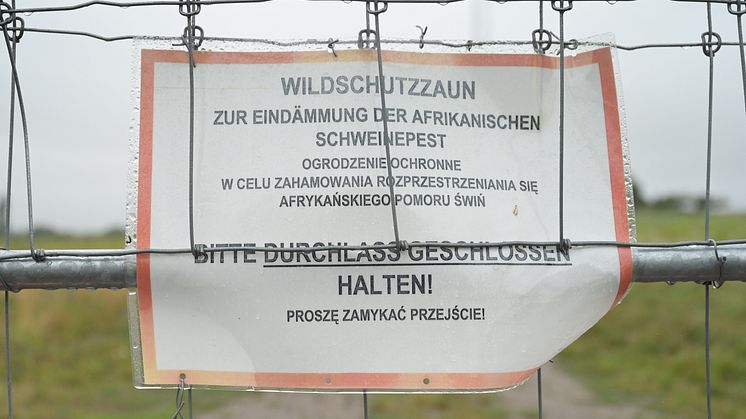 WILDSCHUTZZAUN
ZUR EINDÄMMUNG DER AFRIKANISCHEN
SCHWEINEPEST
OGRODZENIE OCHRONNE
W CELU ZAHAMOWANIA ROZPRZESTRZENIANIA SIĘ
AFRYKAŃSKIEGO POMORU ŚWIŃ
BITTE DURCHLASS GESCHLOSSEN
HALTEN!
PROSZĘ ZAMYKAĆ PRZEJŚCIE!